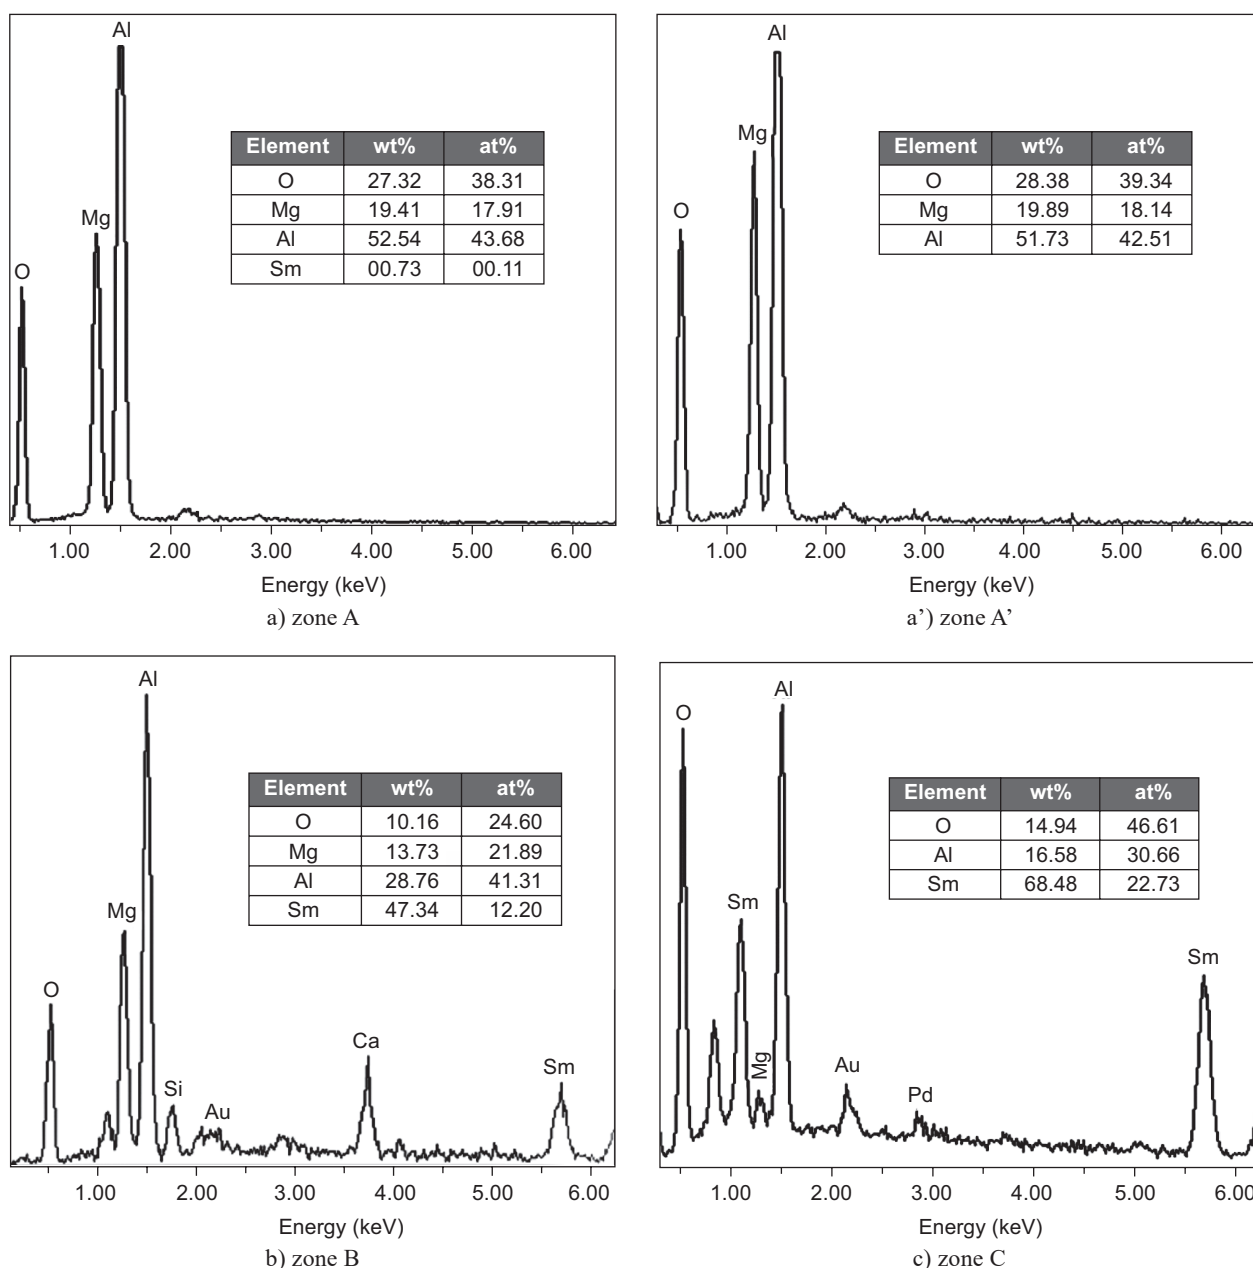 Al
Mg
O
Element wt% at%
O 27.32 38.31
Mg 19.41 17.91
Al 52.54 43.68
Sm 00.73 00.11
1.00 2.00 3.00 4.00 5.00 6.00
Energy (keV)
a) zone A
Al
Mg
O
Element wt% at%
O 28.38 39.34
Mg 19.89 18.14
Al 51.73 42.51
1.00 2.00 3.00 4.00 5.00 6.00
Energy (keV)
a’) zone A’
Al
Mg
O
Si
Au
Ca
Sm
Element wt% at%
O 10.16 24.60
Mg 13.73 21.89
Al 28.76 41.31
Sm 47.34 12.20
1.00 2.00 3.00 4.00 5.00 6.00
Energy (keV)
b) zone B
Al
O
Sm
Mg
Au
Pd
Sm
Element wt% at%
O 14.94 46.61
Al 16.58 30.66
Sm 68.48 22.73
1.00 2.00 3.00 4.00 5.00 6.00
Energy (keV)
c) zone C